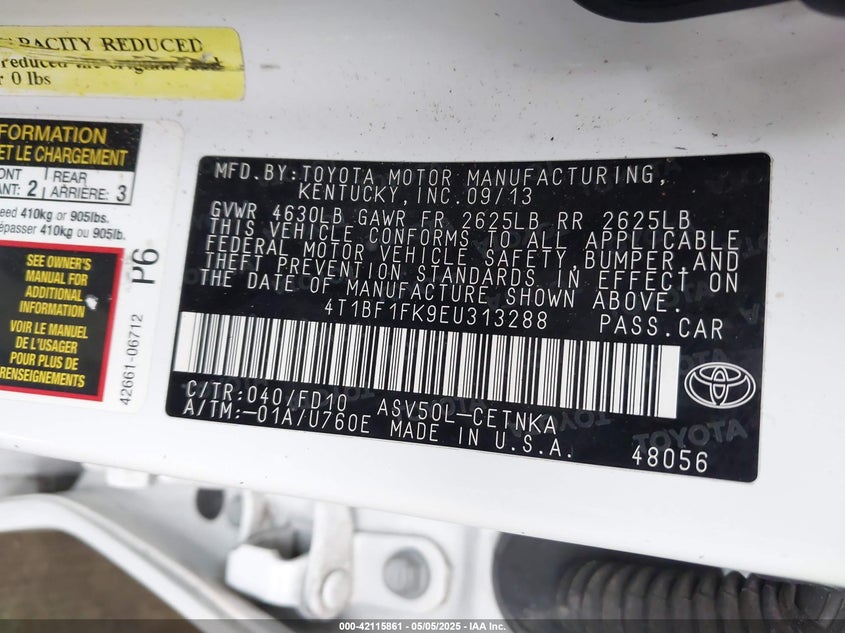 PACITY REDUCED
reduced
r 0 lbs
FORMATION
ET LE CHARGEMENT
ONT
ANT: 2
REAR
ARRIÈRE: 3
eed 410kg or 905lbs.
épasser 410kg ou 905lb.
SEE OWNER'S
MANUAL FOR
ADDITIONAL
INFORMATION
VOIR LE MANUEL
DE L'USAGER
POUR PLUS DE
RENSEIGNEMENTS
P6
42661-06712
MFD.BY:TOYOTA MOTOR MANUFACTURING,
KENTUCKY,INC.09/13
GVWR 4630LB GAWR FR 2625LB RR 2625LB
THIS VEHICLE CONFORMS TO ALL APPLICABLE
FEDERAL MOTOR VEHICLE SAFETY,BUMPER,AND
THEFT PREVENTION STANDARDS IN EFFECT ON
THE DATE OF MANUFACTURE SHOWN ABOVE.
4T1BF1FK9EU313288 PASS.CAR
C/TR:040/FD10 ASV50L-CETNKA
A/TM:-01A/U760E MADE IN U.S.A.
48056
TOYOTA
000-42115861 - 05/05/2025 - IAA Inc.